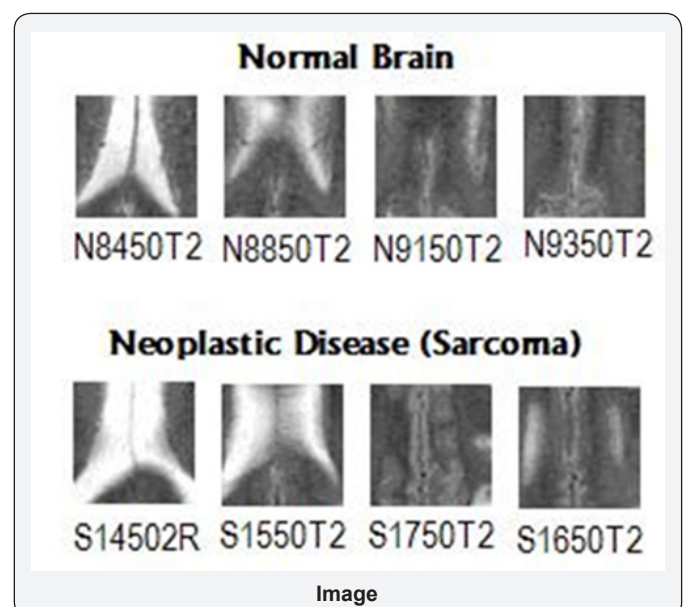 Normal Brain
N8450T2 N8850T2 N9150T2 N9350T2
Neoplastic Disease (Sarcoma)
S14502R S1550T2 S1750T2 S1650T2
Image